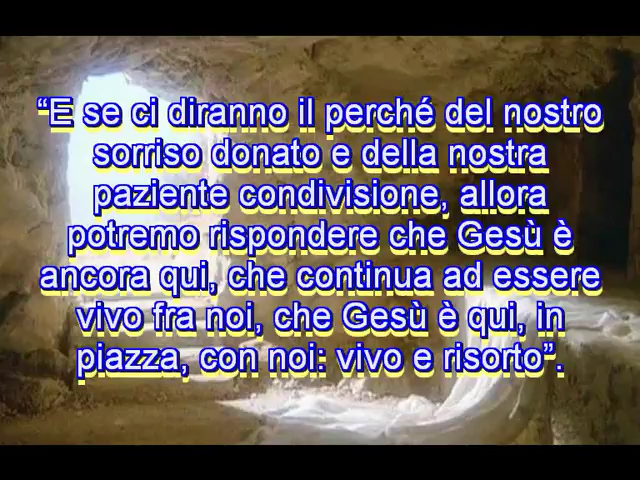 “E se ci diranno il perché del nostro
sorriso donato e della nostra
paziente condivisione, allora
potremo rispondere che Gesù è
ancora qui, che continua ad essere
vivo fra noi, che Gesù è qui, in
piazza, con noi: vivo e risorto”.